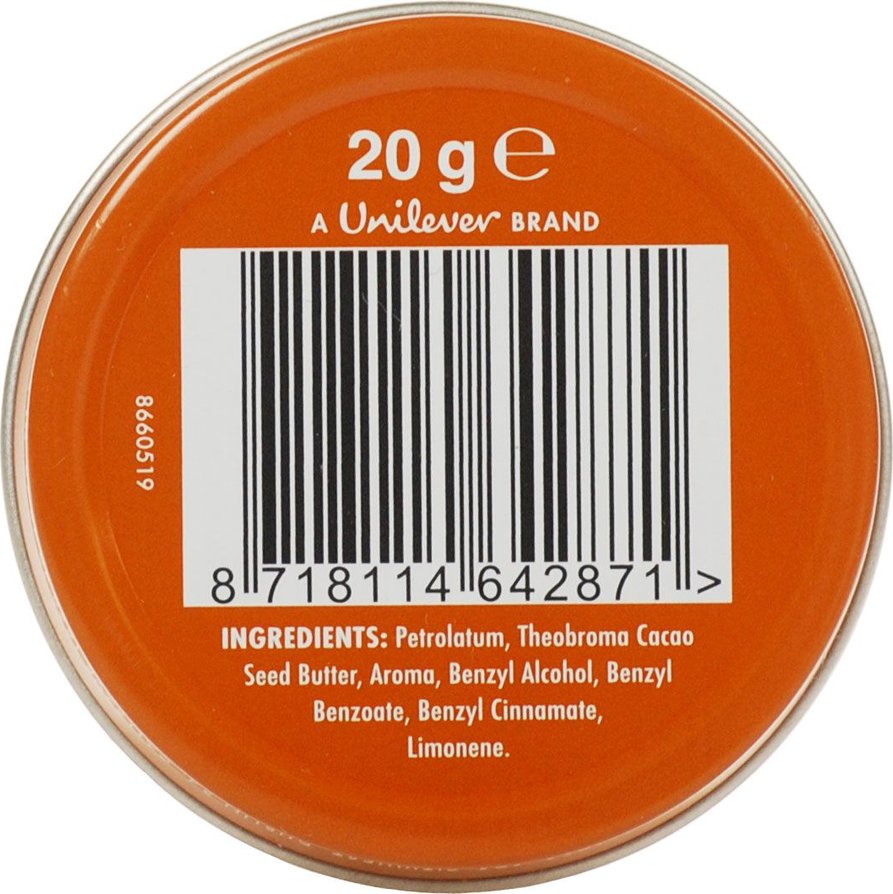 20 g ℮
A Unilever BRAND
8660519
8 718114 642871 >
INGREDIENTS: Petrolatum, Theobroma Cacao
Seed Butter, Aroma, Benzyl Alcohol, Benzyl
Benzoate, Benzyl Cinnamate,
Limonene.